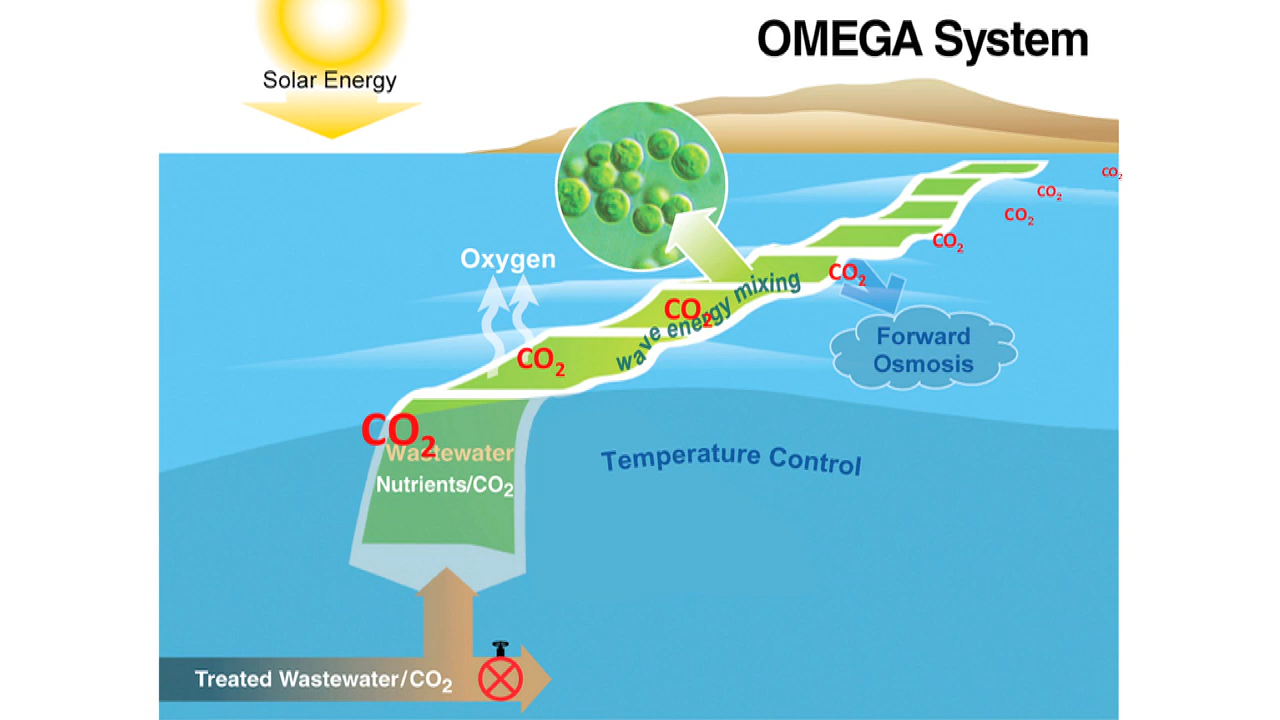 OMEGA System
Solar Energy
CO₂
CO₂
CO₂
CO₂
Oxygen
CO₂
wave energy mixing
CO₂
Forward
Osmosis
CO₂
CO₂
Wastewater
Nutrients/CO₂
Temperature Control
Treated Wastewater/CO₂